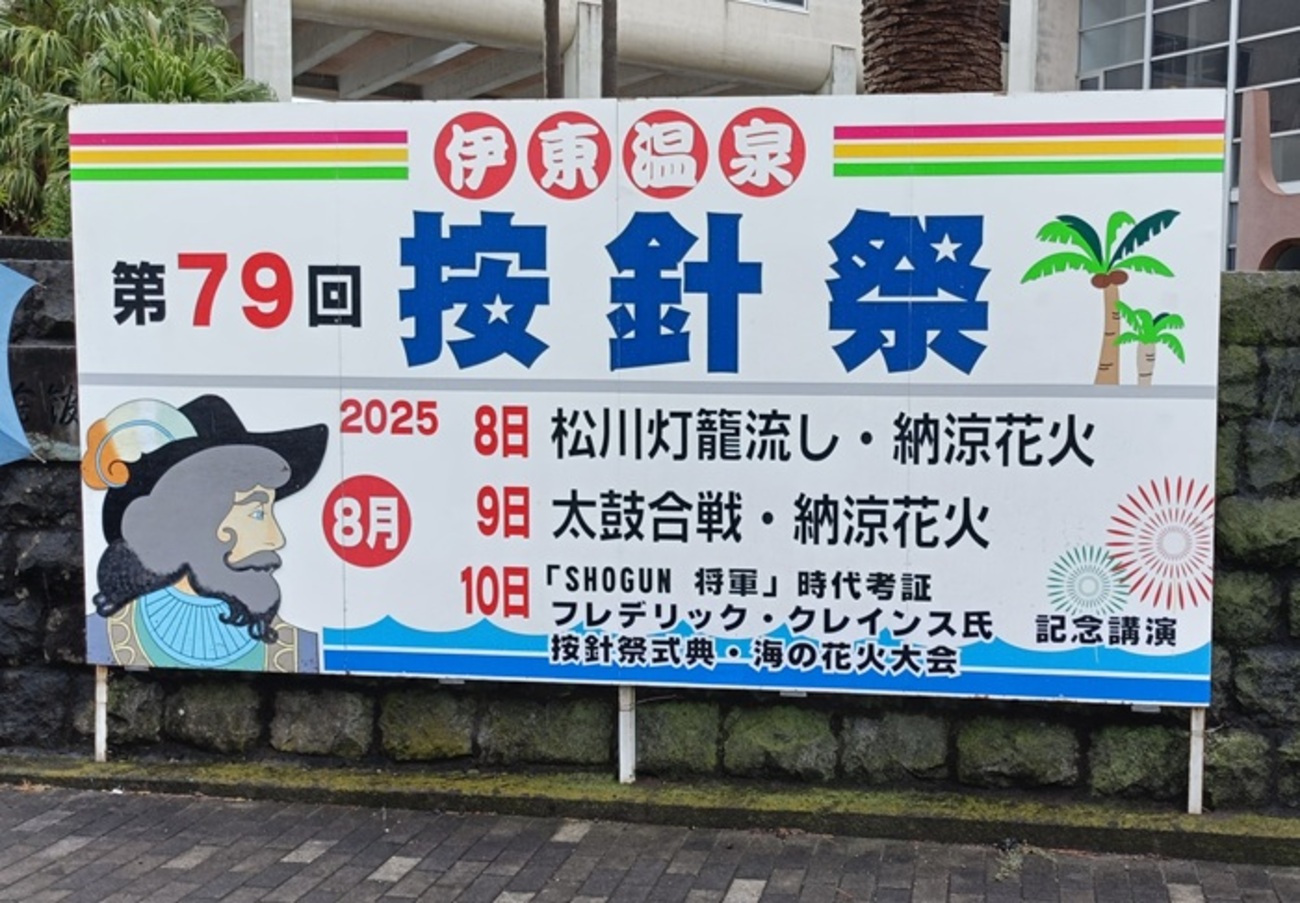 伊東温泉
第79回 按針祭
2025 8月
8日 松川灯籠流し・納涼花火
9日 太鼓合戦・納涼花火
10日 「SHOGUN 将軍」時代考証
フレデリック・クレインス氏 記念講演
按針祭式典・海の花火大会